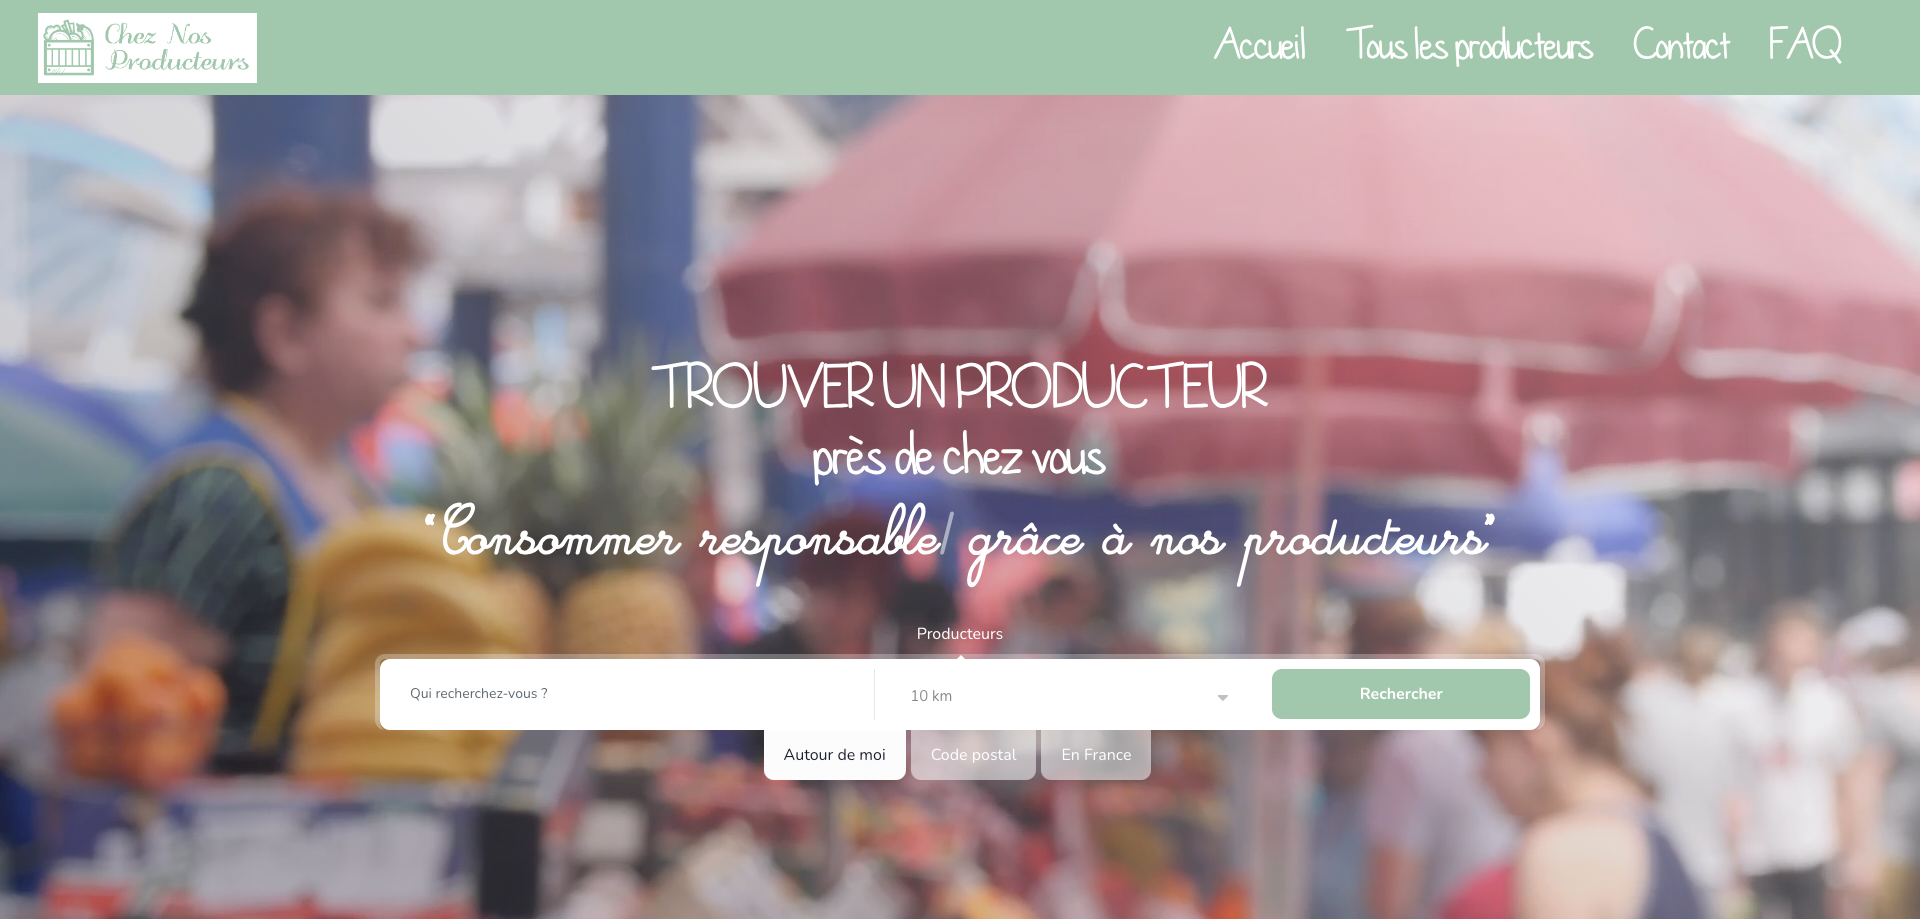 Chez Nos
Producteurs
Accueil Tous les producteurs Contact FAQ
TROUVER UN PRODUCTEUR
près de chez vous
“Consommer responsable/ grâce à nos producteurs”
Producteurs
Qui recherchez-vous ? 10 km Rechercher
Autour de moi Code postal En France